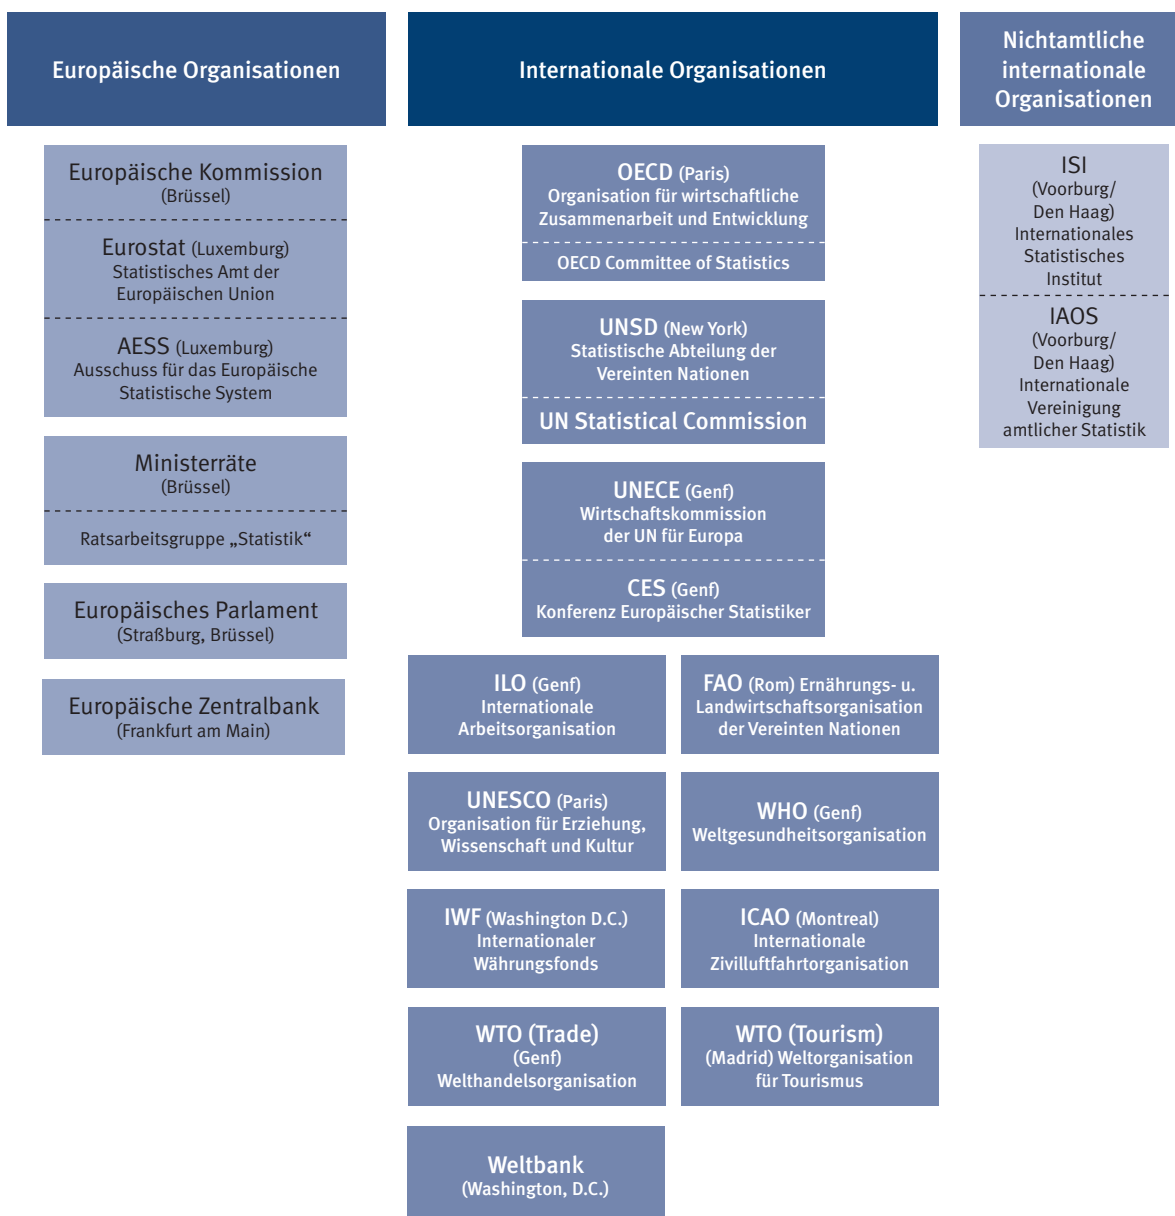 Europäische Organisationen
Europäische Kommission
(Brüssel)
Eurostat (Luxemburg)
Statistisches Amt der
Europäischen Union
AESS (Luxemburg)
Ausschuss für das Europäische
Statistische System
Ministerräte
(Brüssel)
Ratsarbeitsgruppe „Statistik“
Europäisches Parlament
(Straßburg, Brüssel)
Europäische Zentralbank
(Frankfurt am Main)
Internationale Organisationen
OECD (Paris)
Organisation für wirtschaftliche
Zusammenarbeit und Entwicklung
OECD Committee of Statistics
UNSD (New York)
Statistische Abteilung der
Vereinten Nationen
UN Statistical Commission
UNECE (Genf)
Wirtschaftskommission
der UN für Europa
CES (Genf)
Konferenz Europäischer Statistiker
ILO (Genf)
Internationale
Arbeitsorganisation
FAO (Rom) Ernährungs- u.
Landwirtschaftsorganisation
der Vereinten Nationen
UNESCO (Paris)
Organisation für Erziehung,
Wissenschaft und Kultur
WHO (Genf)
Weltgesundheitsorganisation
IWF (Washington D.C.)
Internationaler
Währungsfonds
ICAO (Montreal)
Internationale
Zivilluftfahrtorganisation
WTO (Trade)
(Genf)
Welthandelsorganisation
WTO (Tourism)
(Madrid) Weltorganisation
für Tourismus
Weltbank
(Washington, D.C.)
Nichtamtliche
internationale
Organisationen
ISI
(Voorburg/
Den Haag)
Internationales
Statistisches
Institut
IAOS
(Voorburg/
Den Haag)
Internationale
Vereinigung
amtlicher Statistik